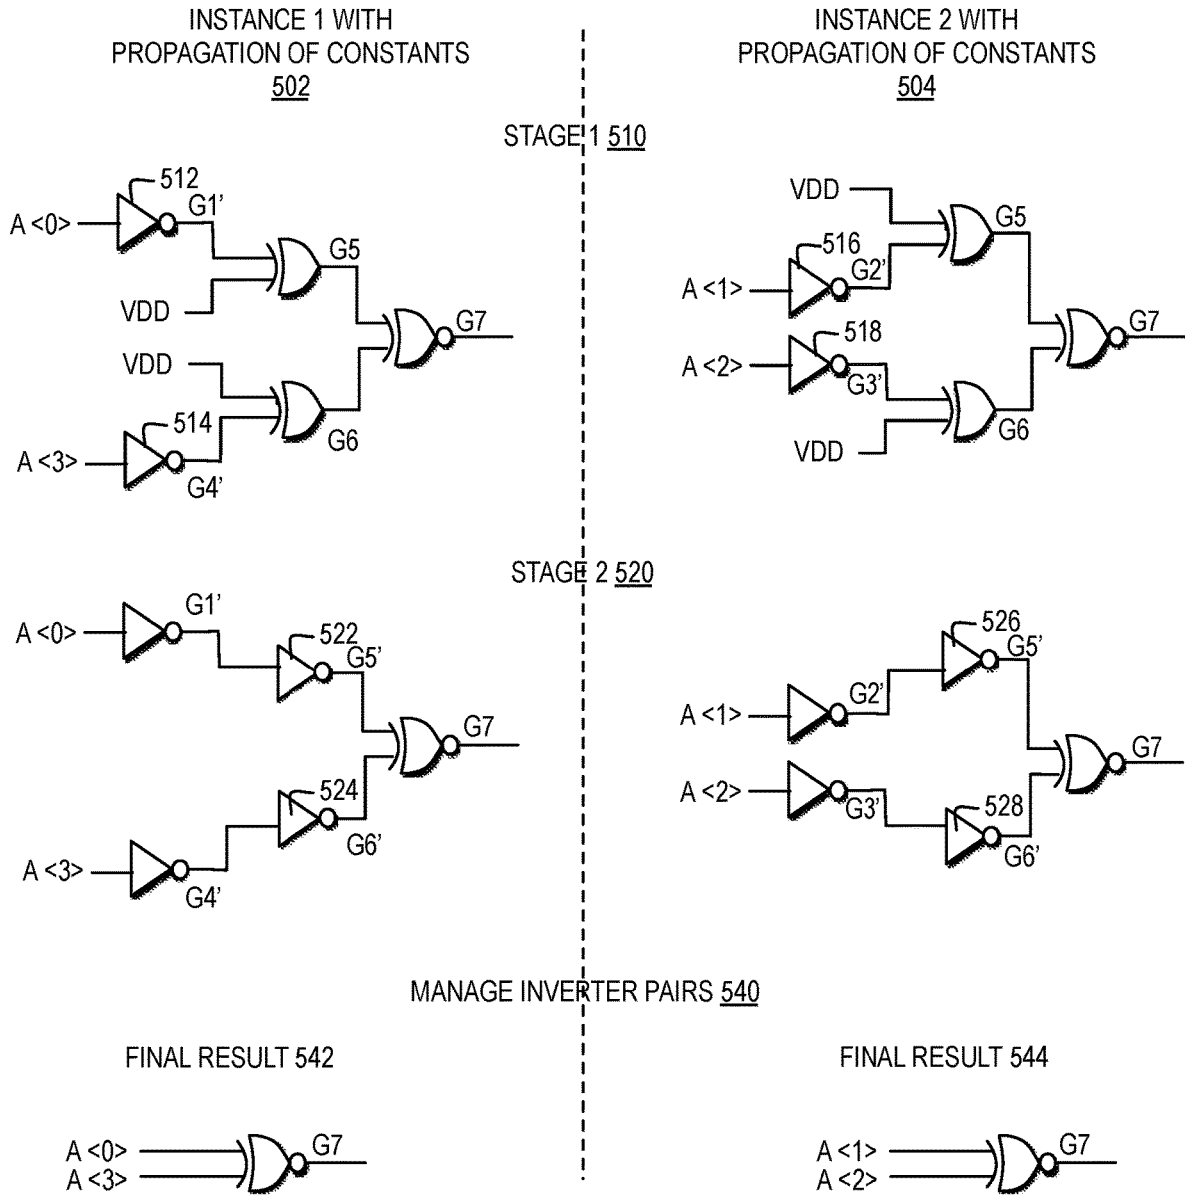 INSTANCE 1 WITH
PROPAGATION OF CONSTANTS
502
INSTANCE 2 WITH
PROPAGATION OF CONSTANTS
504
STAGE 1 510
512
G1'
A <0>
G5
VDD
G7
VDD
514
G6
A <3>
G4'
VDD
G5
516
G2'
A <1>
518
G7
A <2>
G3'
G6
VDD
STAGE 2 520
G1'
A <0>
522
G5'
G7
524
G6'
A <3>
G4'
526
G5'
G2'
A <1>
G7
A <2>
G3'
528
G6'
MANAGE INVERTER PAIRS 540
FINAL RESULT 542
A <0>
A <3>
G7
FINAL RESULT 544
A <1>
A <2>
G7